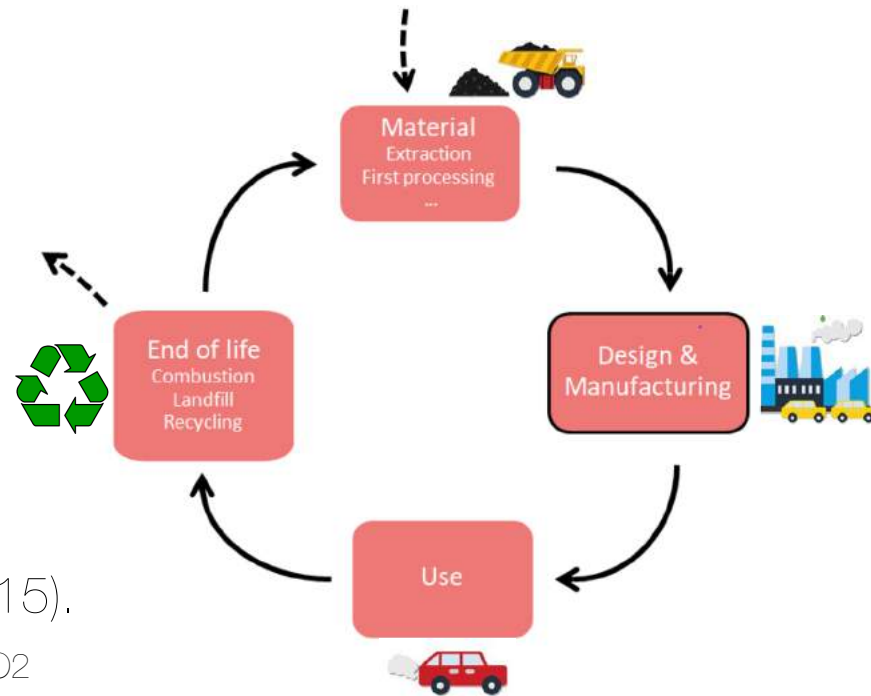 Material
Extraction
First processing
...
Design &
Manufacturing
Use
End of life
Combustion
Landfill
Recycling
15).